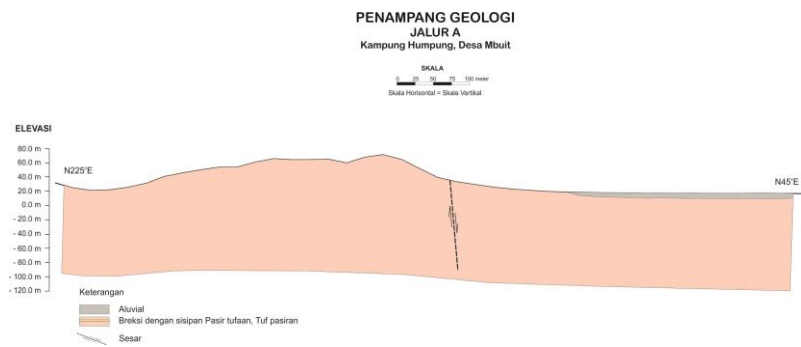 PENAMPANG GEOLOGI
JALUR A
Kampung Humpung, Desa Mbuit
SKALA
0 25 50 75 100 meter
Skala Horisontal = Skala Vertikal
ELEVASI
80.0 m
60.0 m
40.0 m
20.0 m
0.0 m
- 20.0 m
- 40.0 m
- 60.0 m
- 80.0 m
- 100.0 m
- 120.0 m
N225°E
N45°E
Keterangan
Aluvial
Breksi dengan sisipan Pasir tufaan, Tuf pasiran
Sesar